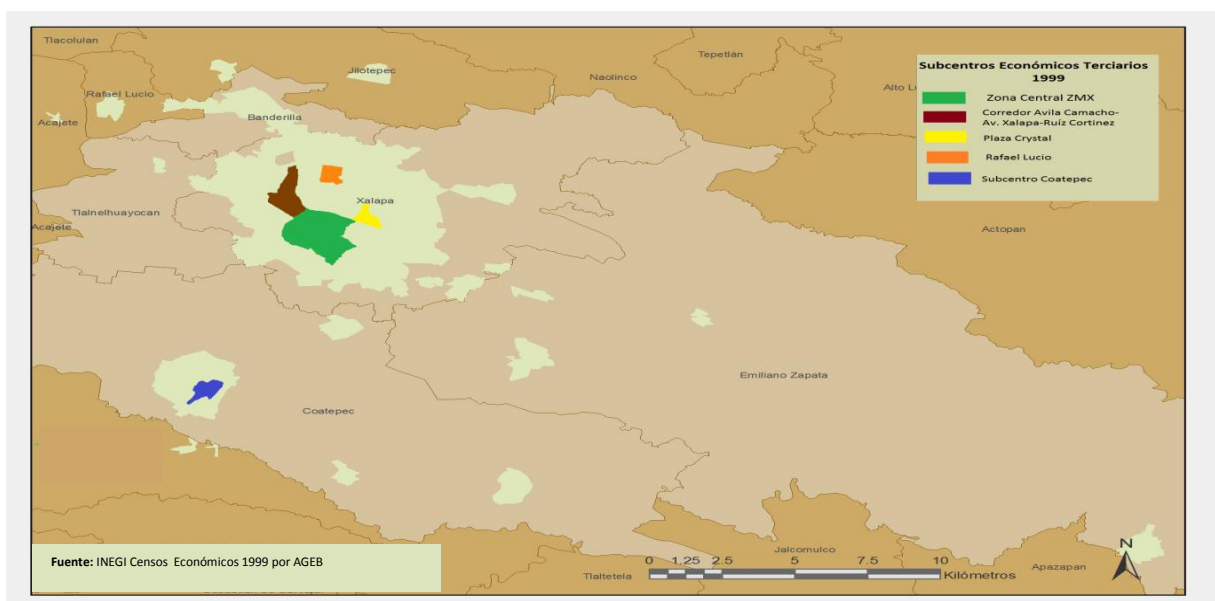 Tlacolulan
Tepetlán
Jilotepec
Naolinco
Rafael Lucio
Alto
Banderilla
Acajete
Subcentros Económicos Terciarios
1999
Zona Central ZMX
Corredor Avila Camacho-
Av. Xalapa-Ruíz Cortinez
Plaza Crystal
Rafael Lucio
Subcentro Coatepec
Xalapa
Tlalnelhuayocan
Acajete
Actopan
Emiliano Zapata
Coatepec
Fuente: INEGI Censos Económicos 1999 por AGEB
Jalcomulco
Tlaltetela
Apazapan
0 1.25 2.5 5 7.5 10
Kilómetros
N